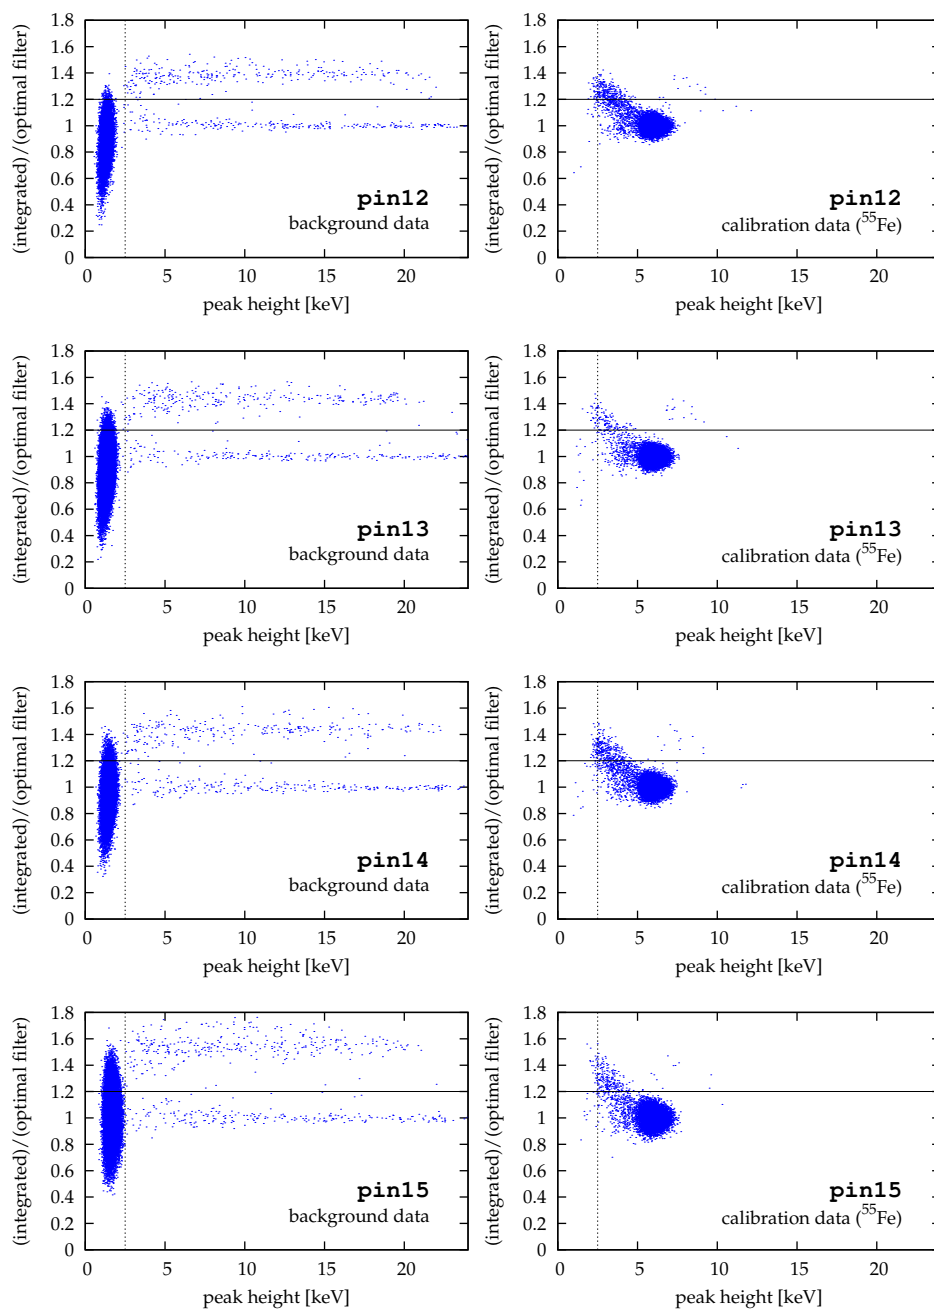 (integrated)/(optimal filter)
1.8
1.6
1.4
1.2
1
0.8
0.6
0.4
0.2
0
pin12
background data
0 5 10 15 20
peak height [keV]
(integrated)/(optimal filter)
1.8
1.6
1.4
1.2
1
0.8
0.6
0.4
0.2
0
pin12
calibration data (⁵⁵Fe)
0 5 10 15 20
peak height [keV]
(integrated)/(optimal filter)
1.8
1.6
1.4
1.2
1
0.8
0.6
0.4
0.2
0
pin13
background data
0 5 10 15 20
peak height [keV]
(integrated)/(optimal filter)
1.8
1.6
1.4
1.2
1
0.8
0.6
0.4
0.2
0
pin13
calibration data (⁵⁵Fe)
0 5 10 15 20
peak height [keV]
(integrated)/(optimal filter)
1.8
1.6
1.4
1.2
1
0.8
0.6
0.4
0.2
0
pin14
background data
0 5 10 15 20
peak height [keV]
(integrated)/(optimal filter)
1.8
1.6
1.4
1.2
1
0.8
0.6
0.4
0.2
0
pin14
calibration data (⁵⁵Fe)
0 5 10 15 20
peak height [keV]
(integrated)/(optimal filter)
1.8
1.6
1.4
1.2
1
0.8
0.6
0.4
0.2
0
pin15
background data
0 5 10 15 20
peak height [keV]
(integrated)/(optimal filter)
1.8
1.6
1.4
1.2
1
0.8
0.6
0.4
0.2
0
pin15
calibration data (⁵⁵Fe)
0 5 10 15 20
peak height [keV]